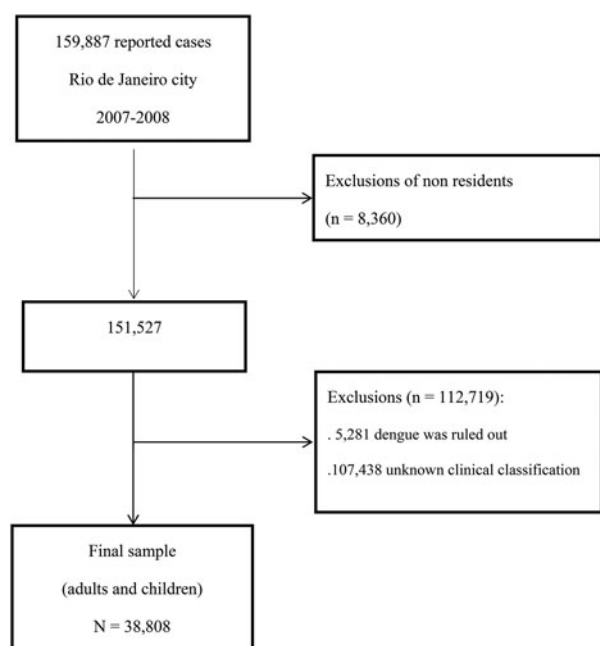 159,887 reported cases
Rio de Janeiro city
2007-2008
Exclusions of non residents
(n = 8,360)
151,527
Exclusions (n = 112,719):
. 5,281 dengue was ruled out
.107,438 unknown clinical classification
Final sample
(adults and children)
N = 38,808